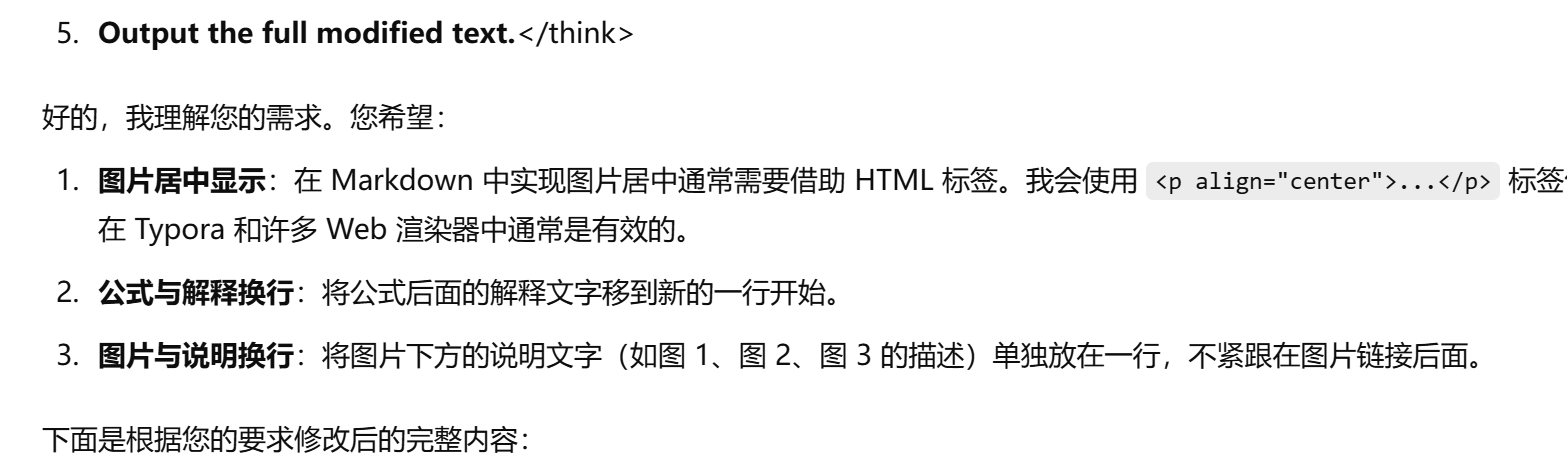 5. Output the full modified text.</think>
好的，我理解您的需求。您希望：
1. 图片居中显示：在 Markdown 中实现图片居中通常需要借助 HTML 标签。我会使用 <p align="center">...</p> 标签
在 Typora 和许多 Web 渲染器中通常是有效的。
2. 公式与解释换行：将公式后面的解释文字移到新的一行开始。
3. 图片与说明换行：将图片下方的说明文字（如图 1、图 2、图 3 的描述）单独放在一行，不紧跟在图片链接后面。
下面是根据您的要求修改后的完整内容：